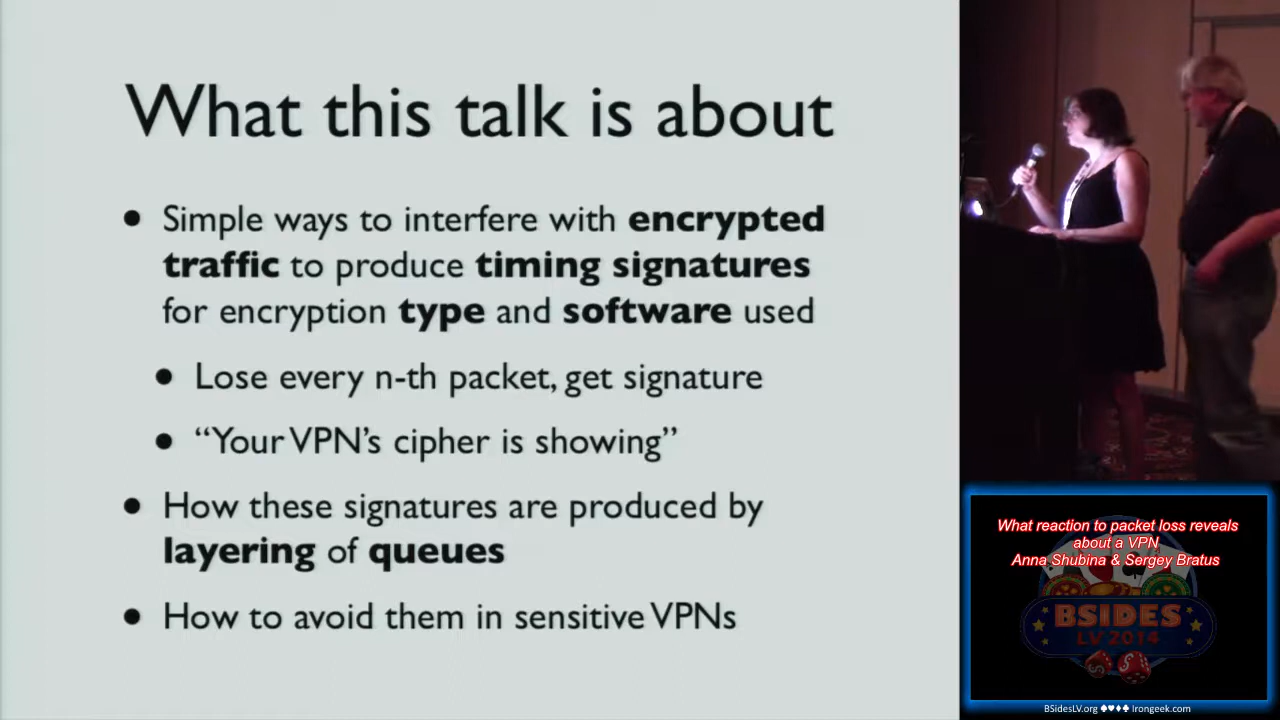 What this talk is about
• Simple ways to interfere with encrypted
traffic to produce timing signatures
for encryption type and software used
• Lose every n-th packet, get signature
• “Your VPN’s cipher is showing”
• How these signatures are produced by
layering of queues
• How to avoid them in sensitive VPNs
What reaction to packet loss reveals
about a VPN
Anna Shubina & Sergey Bratus
BSIDES
LV 2014
BSidesLV.org ♠♥♦♣ Irongeek.com